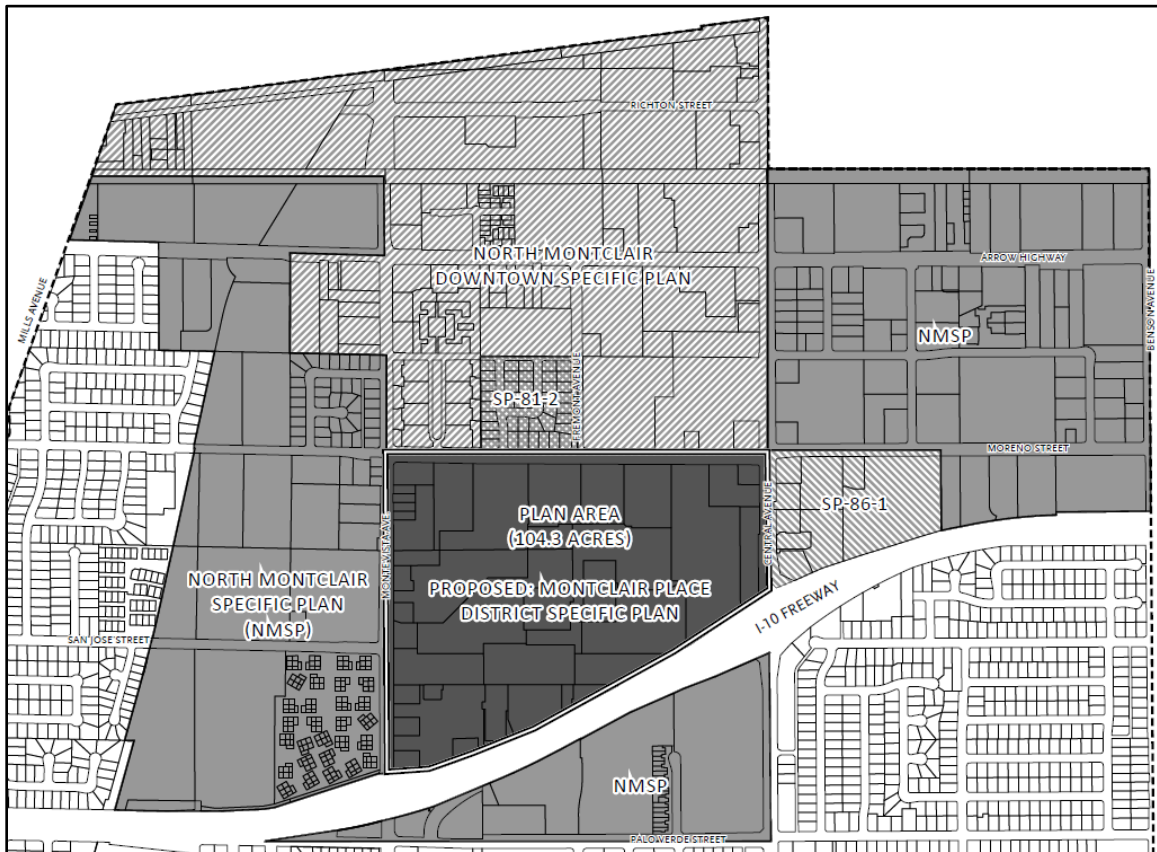 RICHTON STREET
NORTH MONTCLAIR
DOWNTOWN SPECIFIC PLAN
ARROW HIGHWAY
MILLS AVENUE
BENSON AVENUE
NMSP
SP-81-2
FREMONT AVENUE
MORENO STREET
SP-86-1
PLAN AREA
(104.3 ACRES)
CENTRAL AVENUE
MONTE VISTA AVE
NORTH MONTCLAIR
SPECIFIC PLAN
(NMSP)
PROPOSED: MONTCLAIR PLACE
DISTRICT SPECIFIC PLAN
I-10 FREEWAY
SAN JOSE STREET
NMSP
PALO VERDE STREET